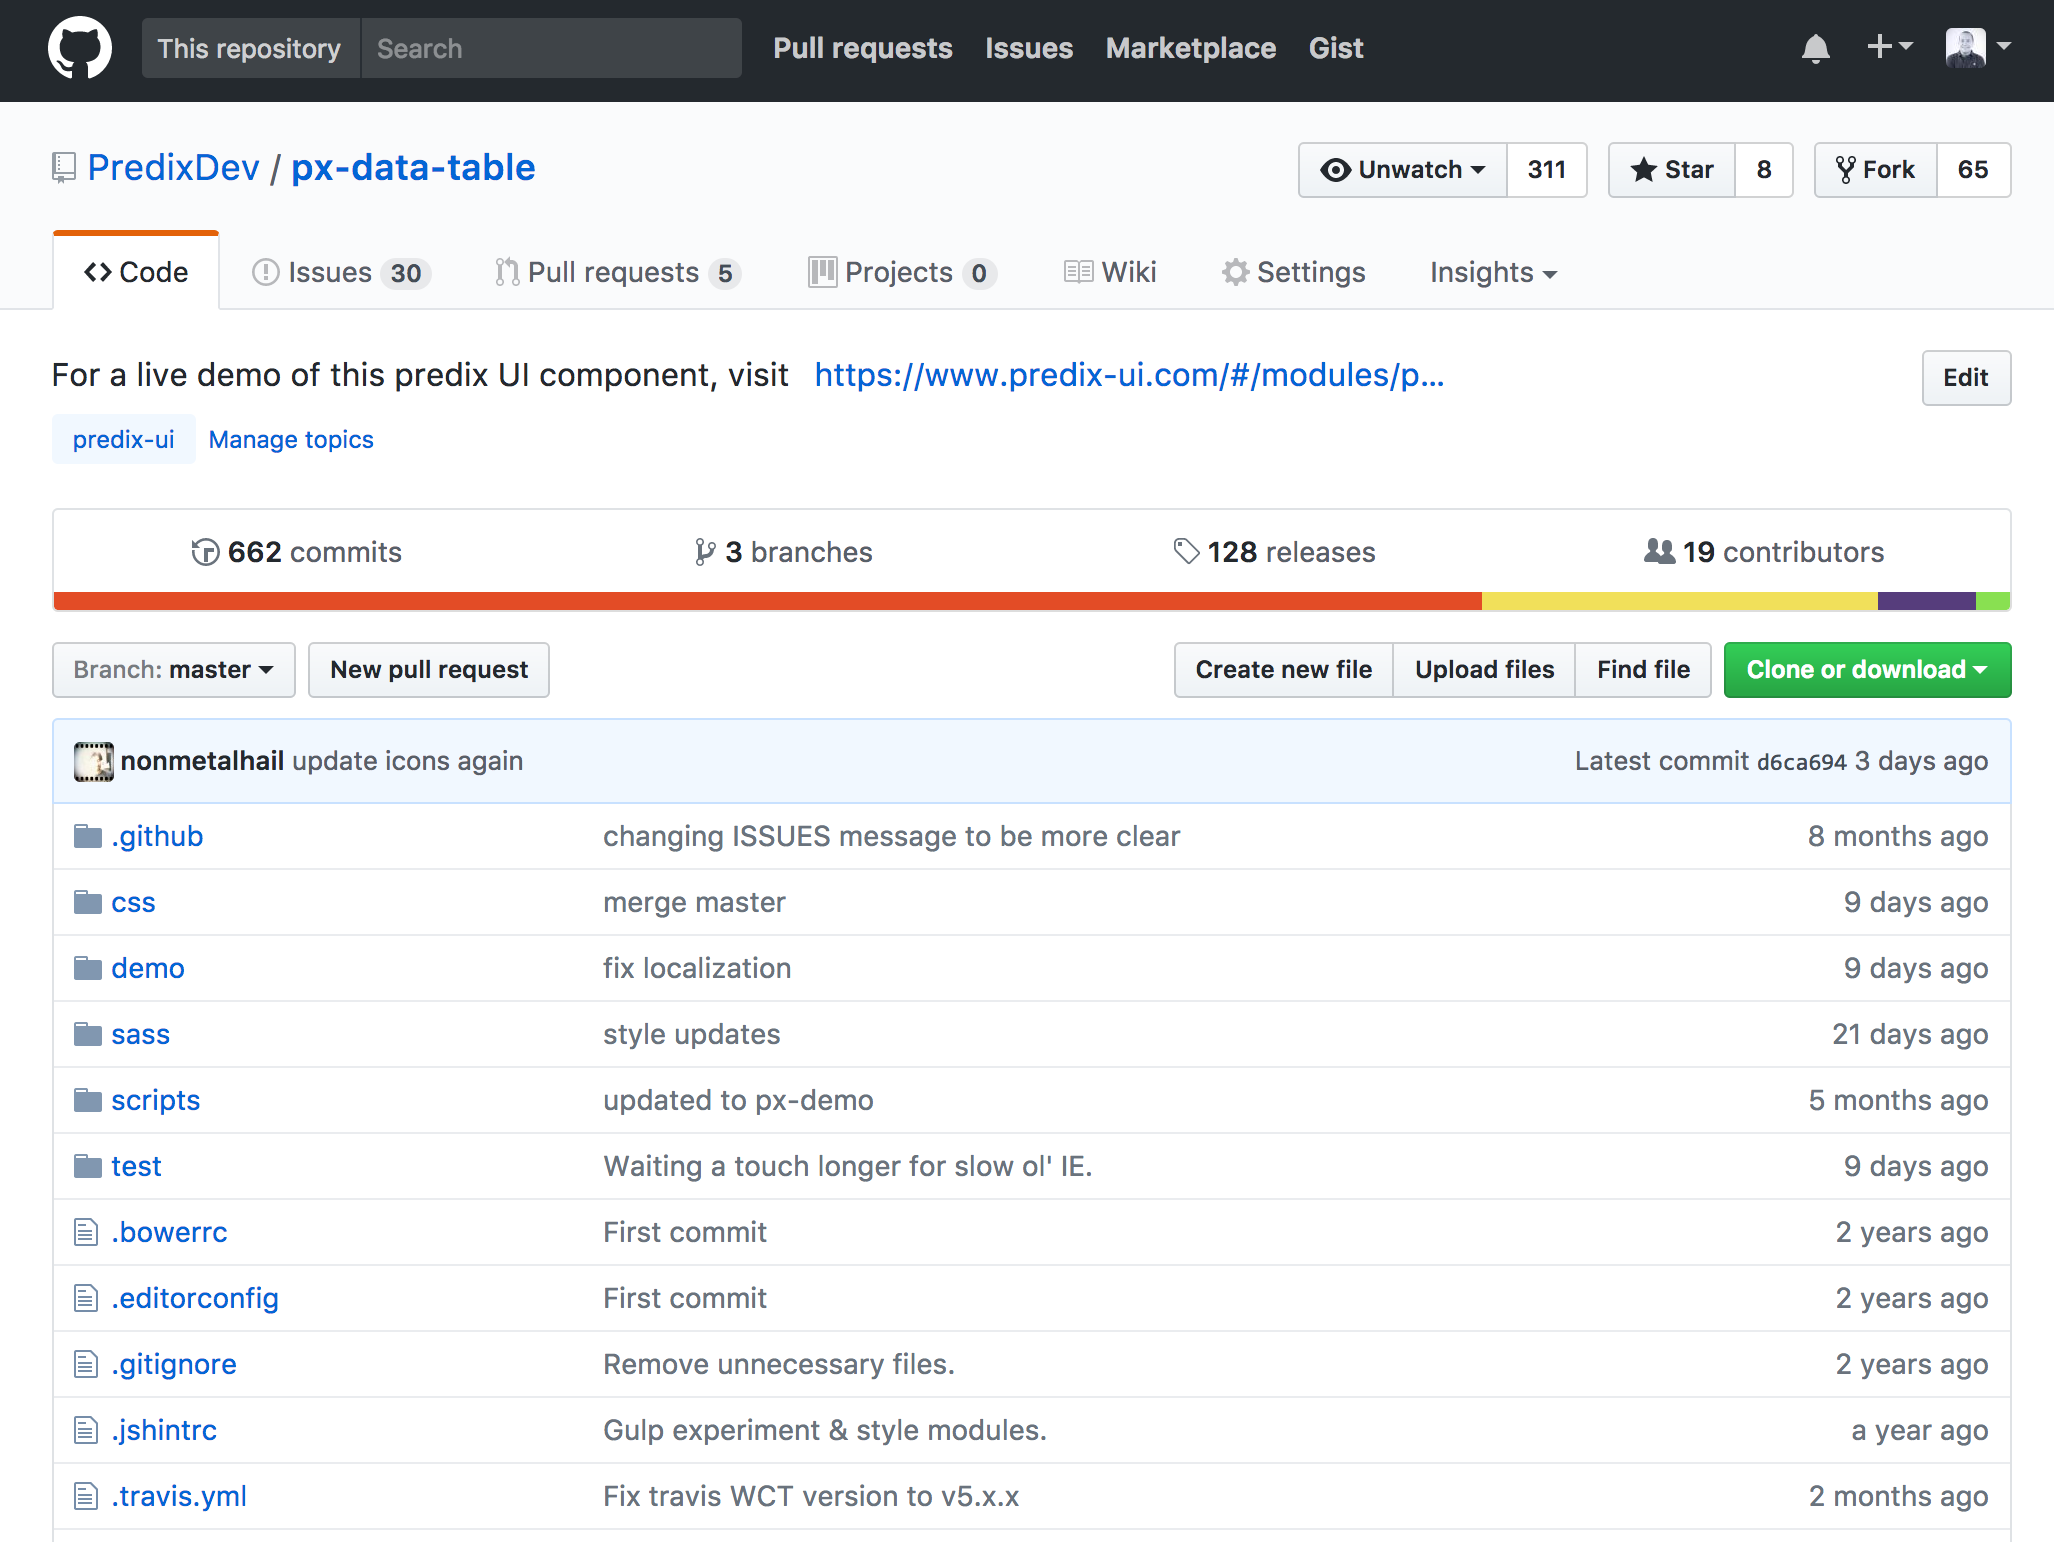 This repository Search Pull requests Issues Marketplace Gist
PredixDev / px-data-table Unwatch 311 Star 8 Fork 65
Code Issues 30 Pull requests 5 Projects 0 Wiki Settings Insights
For a live demo of this predix UI component, visit https://www.predix-ui.com/#/modules/p... Edit
predix-ui Manage topics
662 commits 3 branches 128 releases 19 contributors
Branch: master New pull request Create new file Upload files Find file Clone or download
nonmetalhail update icons again Latest commit d6ca694 3 days ago
.github changing ISSUES message to be more clear 8 months ago
css merge master 9 days ago
demo fix localization 9 days ago
sass style updates 21 days ago
scripts updated to px-demo 5 months ago
test Waiting a touch longer for slow ol' IE. 9 days ago
.bowerrc First commit 2 years ago
.editorconfig First commit 2 years ago
.gitignore Remove unnecessary files. 2 years ago
.jshintrc Gulp experiment & style modules. a year ago
.travis.yml Fix travis WCT version to v5.x.x 2 months ago